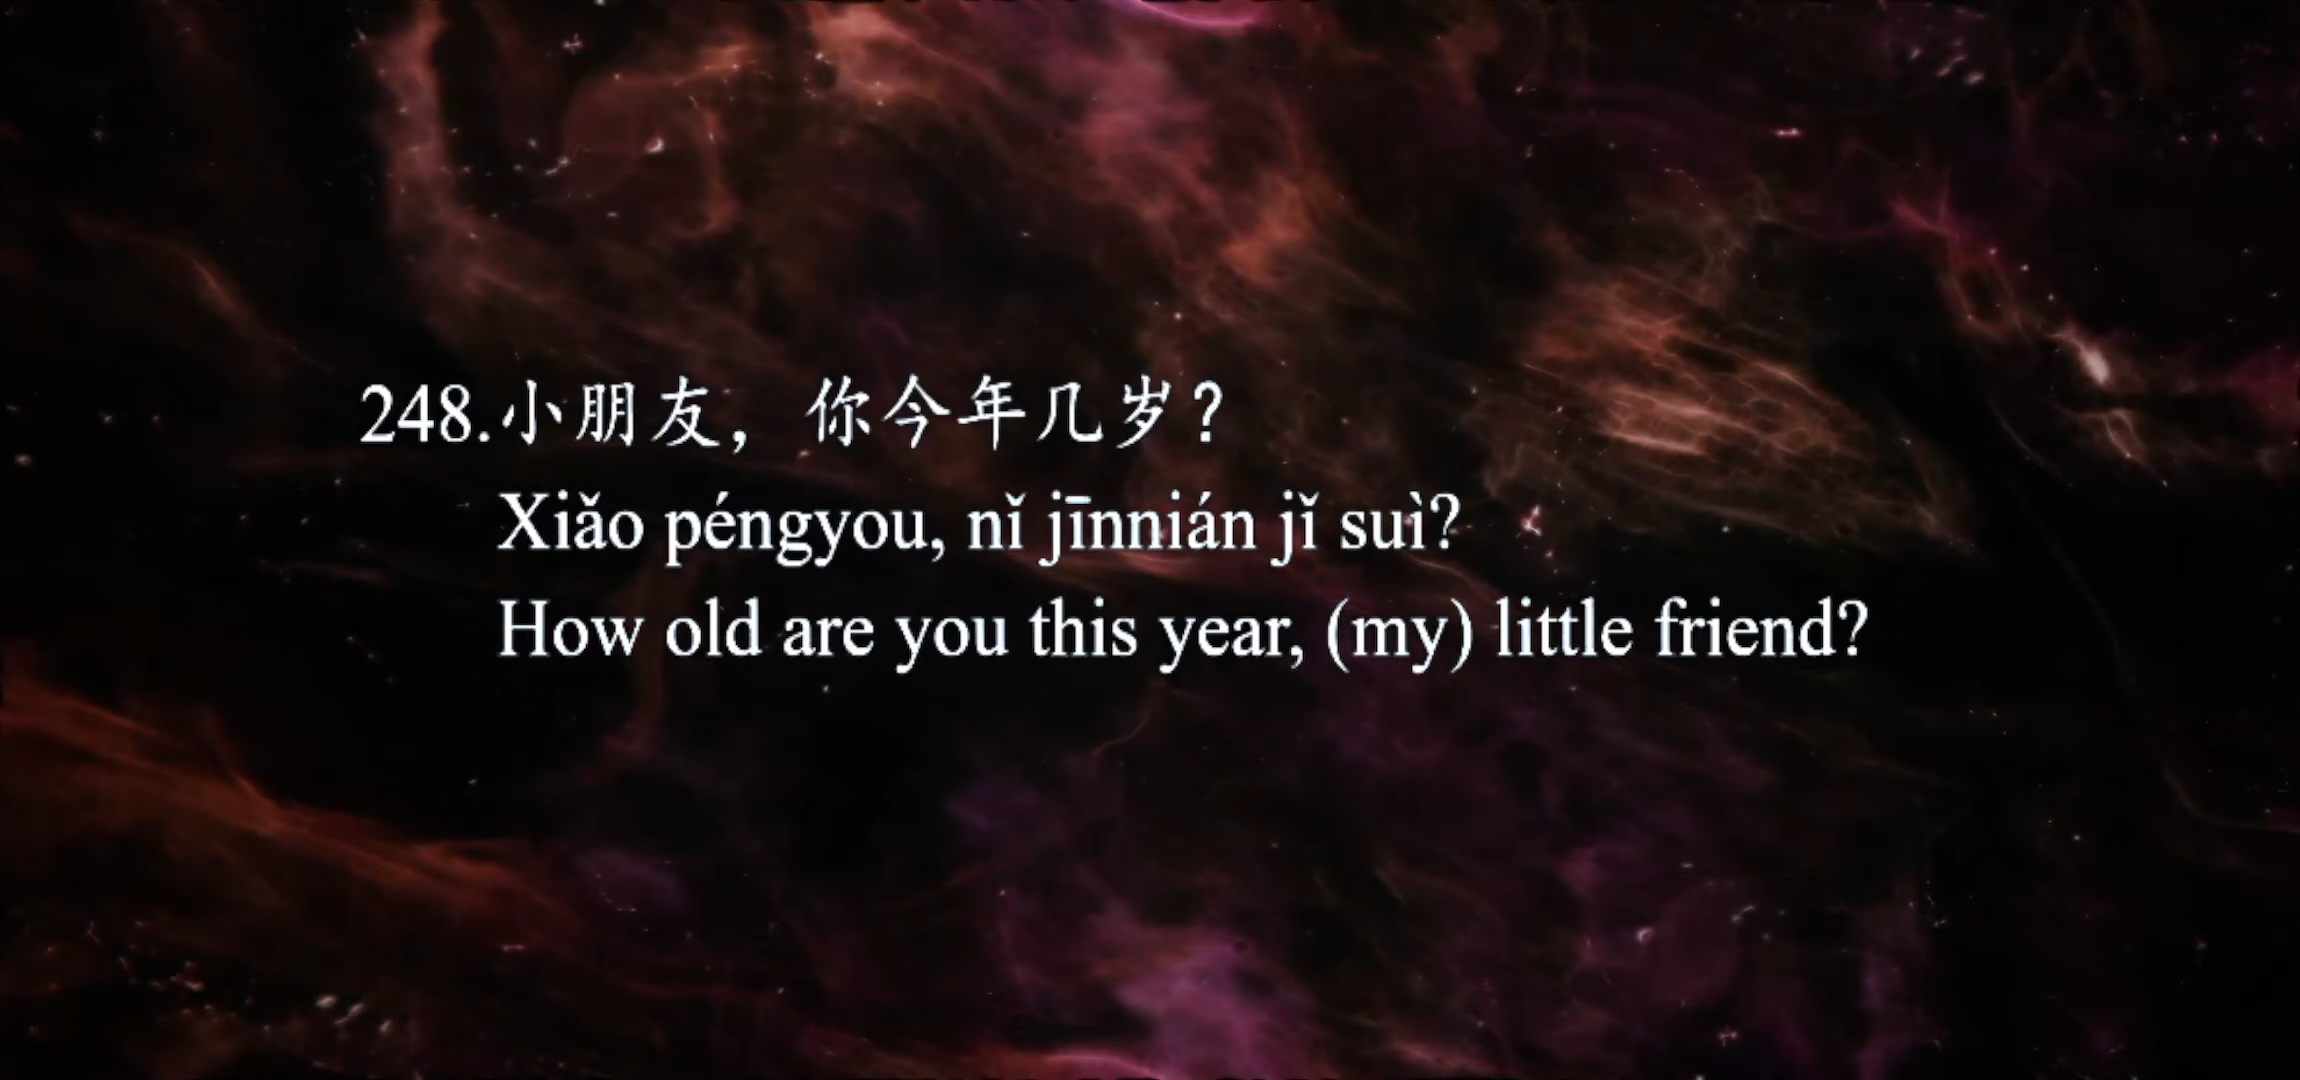 248.小朋友，你今年几岁？
Xiǎo péngyou, nǐ jīnnián jǐ suì?
How old are you this year, (my) little friend?